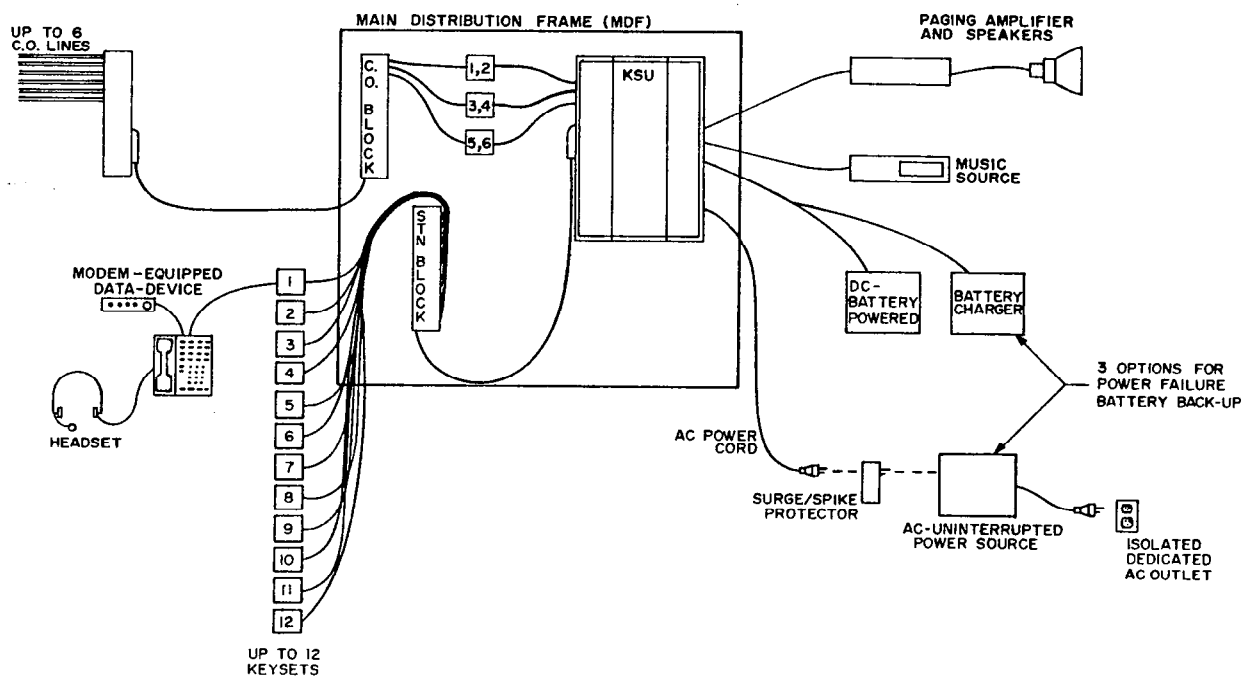 MAIN DISTRIBUTION FRAME (MDF)
UP TO 6
C.O. LINES
C.O. BLOCK
1,2
3,4
5,6
KSU
PAGING AMPLIFIER
AND SPEAKERS
MUSIC
SOURCE
STN BLOCK
MODEM-EQUIPPED
DATA-DEVICE
HEADSET
1
2
3
4
5
6
7
8
9
10
11
12
UP TO 12
KEYSETS
DC-
BATTERY
POWERED
BATTERY
CHARGER
3 OPTIONS FOR
POWER FAILURE
BATTERY BACK-UP
AC POWER
CORD
SURGE/SPIKE
PROTECTOR
AC-UNINTERRUPTED
POWER SOURCE
ISOLATED
DEDICATED
AC OUTLET